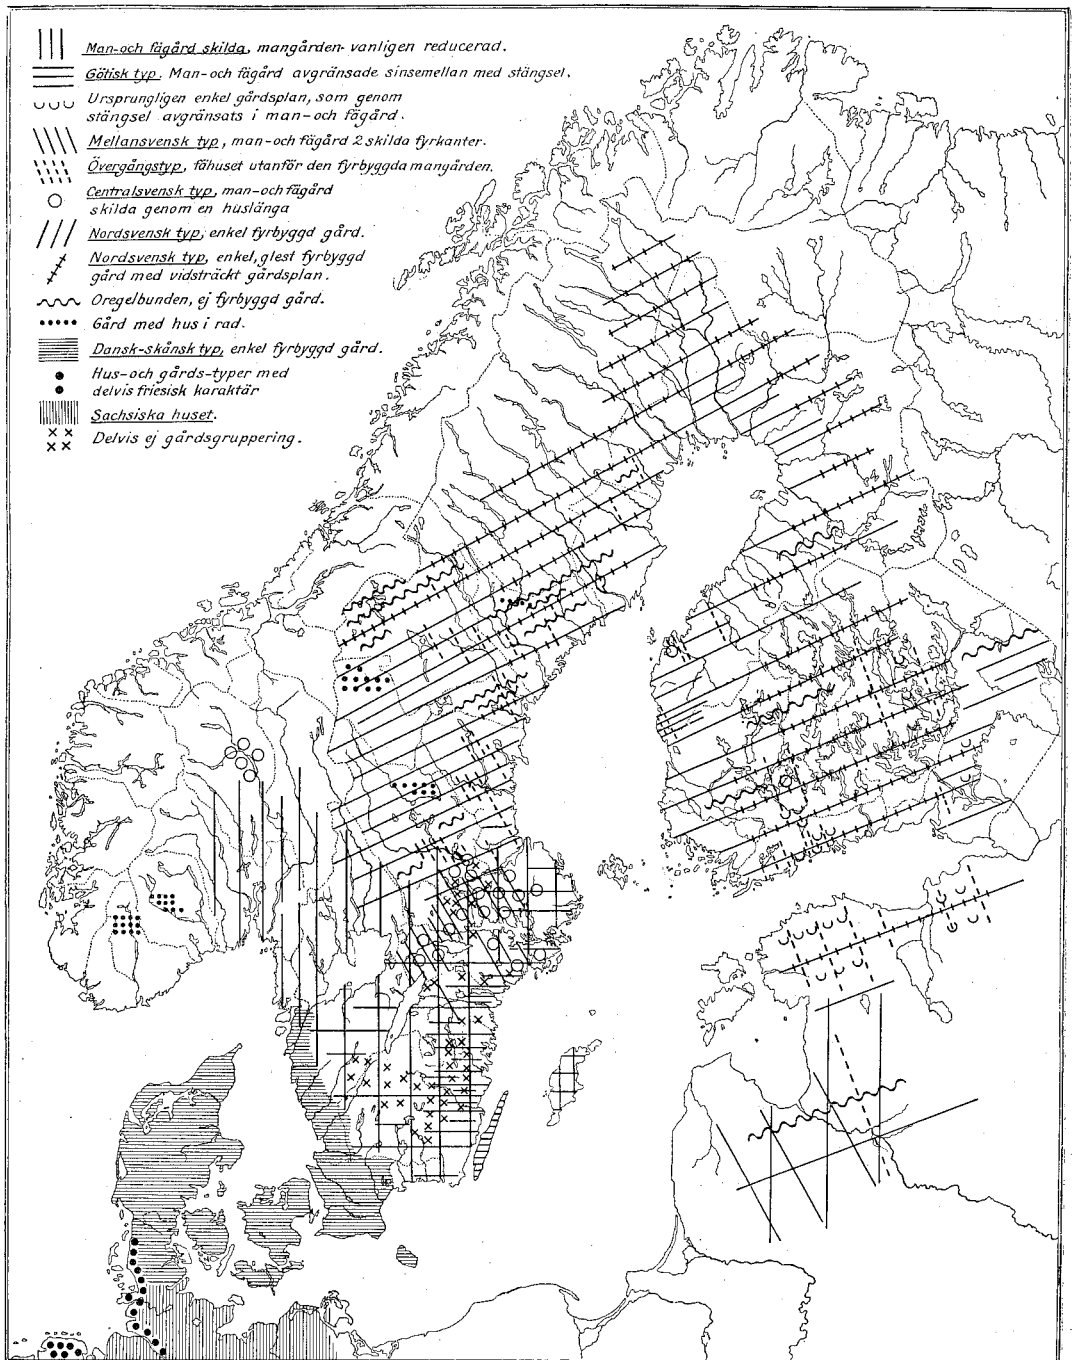 Man-och fägård skilda, mangården vanligen reducerad.
Götisk typ. Man-och fägård avgränsade sinsemellan med stängsel.
Ursprungligen enkel gårdsplan, som genom
stängsel avgränsats i man-och fägård.
Mellansvensk typ, man-och fägård 2 skilda fyrkanter.
Övergångstyp, fähuset utanför den fyrbyggda mangården.
Centralsvensk typ, man-och fägård
skilda genom en huslänga
Nordsvensk typ, enkel fyrbyggd gård.
Nordsvensk typ, enkel, glest fyrbyggd
gård med vidsträckt gårdsplan.
Oregelbunden, ej fyrbyggd gård.
Gård med hus i rad.
Dansk-skånsk typ, enkel fyrbyggd gård.
Hus-och gårds-typer med
delvis friesisk karaktär
Sachsiska huset.
Delvis ej gårdsgruppering.